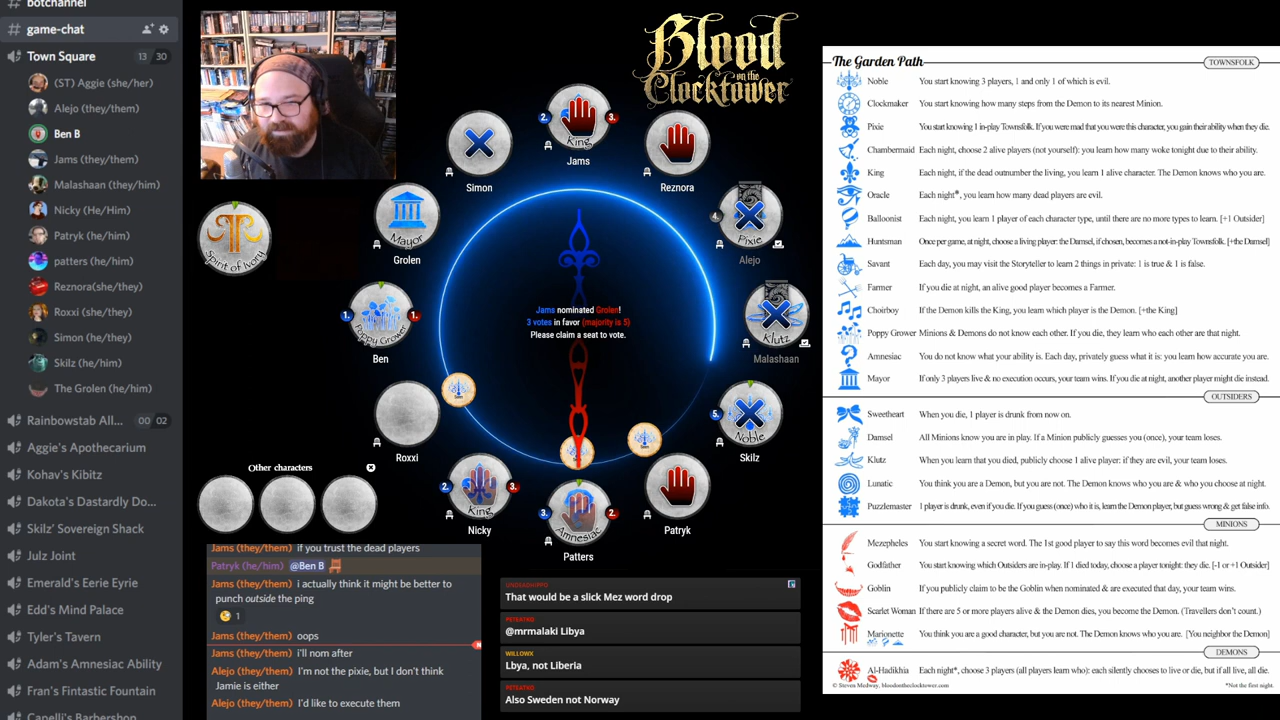 botchannel
game-chat
Town Square 13 30
(ST) Aggie (she/her)
Alejo (they/them)
Ben B
Jams (they/them)
Malashaan (they/him)
Nicky (He/Him)
Patryk (he/him)
patters (he/him)
Reznora(she/they)
Roxxi (she/her)
Simon (they/them)
Skilz (he/him)
The Grolen (he/him)
Rainbowstab All... 00 02
Aggie's Apothecarium
Kohay's Kibitz
Dakota's Dastardly Do...
Skilz' Sovereign Shack
Julz Joint
Emerald's Eerie Eyrie
Edd's Mind Palace
Tyler's Tavern
Adam's Amnesiac Ability
Fran's Fintastic Fountain
Capelli's Barbershop
Blood
on the
Clocktower
Spirit of Ivory
Simon
2. 3.
King
Jams
Reznora
Mayor
Grolen
4.
Pixie
Alejo
1. 1.
Poppy Grower
Ben
Klutz
Malashaan
Jams nominated Grolen!
3 votes in favor (majority is 5)
Please claim a seat to vote.
Roxxi
5.
Noble
Skilz
2. 3.
King
Nicky
3. 2.
Amnesiac
Patters
Patryk
Other characters
Jams (they/them) if you trust the dead players
Patryk (he/him) @Ben B
Jams (they/them) i actually think it might be better to
punch outside the ping
1
Jams (they/them) oops
Jams (they/them) i'll nom after
Alejo (they/them) I'm not the pixie, but I don't think
Jamie is either
Alejo (they/them) I'd like to execute them
UNDEADHIPPO
That would be a slick Mez word drop
PETEATKO
@mrmalaki Libya
WILLOWX
Lbya, not Liberia
PETEATKO
Also Sweden not Norway
The Garden Path
TOWNSFOLK
Noble You start knowing 3 players, 1 and only 1 of which is evil.
Clockmaker You start knowing how many steps from the Demon to its nearest Minion.
Pixie You start knowing 1 in-play Townsfolk. If you were mad that you were this character, you gain their ability when they die.
Chambermaid Each night, choose 2 alive players (not yourself): you learn how many woke tonight due to their ability.
King Each night, if the dead outnumber the living, you learn 1 alive character. The Demon knows who you are.
Oracle Each night*, you learn how many dead players are evil.
Balloonist Each night, you learn 1 player of each character type, until there are no more types to learn. [+1 Outsider]
Huntsman Once per game, at night, choose a living player: the Damsel, if chosen, becomes a not-in-play Townsfolk. [+the Damsel]
Savant Each day, you may visit the Storyteller to learn 2 things in private: 1 is true & 1 is false.
Farmer If you die at night, an alive good player becomes a Farmer.
Choirboy If the Demon kills the King, you learn which player is the Demon. [+the King]
Poppy Grower Minions & Demons do not know each other. If you die, they learn who each other are that night.
Amnesiac You do not know what your ability is. Each day, privately guess what it is: you learn how accurate you are.
Mayor If only 3 players live & no execution occurs, your team wins. If you die at night, another player might die instead.
OUTSIDERS
Sweetheart When you die, 1 player is drunk from now on.
Damsel All Minions know you are in play. If a Minion publicly guesses you (once), your team loses.
Klutz When you learn that you died, publicly choose 1 alive player: if they are evil, your team loses.
Lunatic You think you are a Demon, but you are not. The Demon knows who you are & who you choose at night.
Puzzlemaster 1 player is drunk, even if you die. If you guess (once) who it is, learn the Demon player, but guess wrong & get false info.
MINIONS
Mezepheles You start knowing a secret word. The 1st good player to say this word becomes evil that night.
Godfather You start knowing which Outsiders are in-play. If 1 died today, choose a player tonight: they die. [-1 or +1 Outsider]
Goblin If you publicly claim to be the Goblin when nominated & are executed that day, your team wins.
Scarlet Woman If there are 5 or more players alive & the Demon dies, you become the Demon. (Travellers don't count.)
Marionette You think you are a good character, but you are not. The Demon knows who you are. [You neighbor the Demon]
DEMONS
Al-Hadikhia Each night*, choose 3 players (all players learn who): each silently chooses to live or die, but if all live, all die.
© Steven Medway, bloodontheclocktower.com *Not the first night.